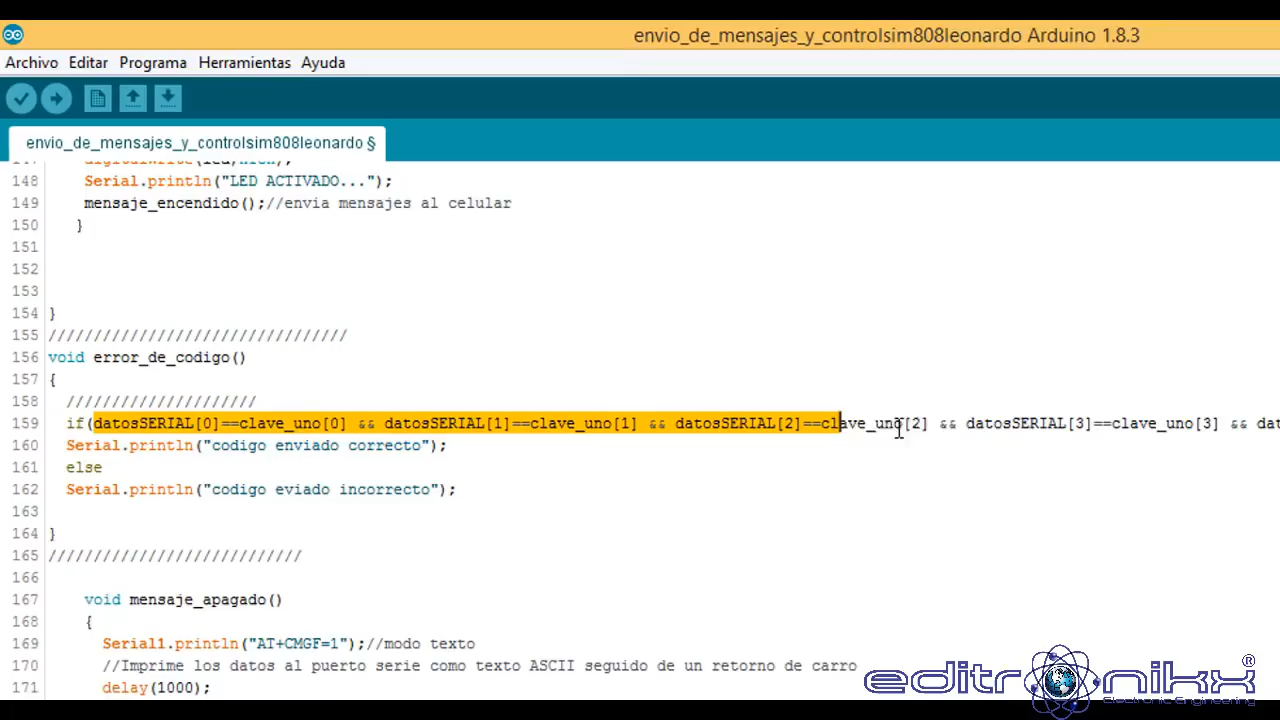 envio_de_mensajes_y_controlsim808leonardo Arduino 1.8.3
Archivo Editar Programa Herramientas Ayuda
envio_de_mensajes_y_controlsim808leonardo §
148 Serial.println("LED ACTIVADO...");
149 mensaje_encendido();//envia mensajes al celular
150 }
151
152
153
154 }
155 /////////////////////////////////
156 void error_de_codigo()
157 {
158 /////////////////////
159 if(datosSERIAL[0]==clave_uno[0] && datosSERIAL[1]==clave_uno[1] && datosSERIAL[2]==clave_uno[2] && datosSERIAL[3]==clave_uno[3] && dat
160 Serial.println("codigo enviado correcto");
161 else
162 Serial.println("codigo eviado incorrecto");
163
164 }
165 ////////////////////////////
166
167 void mensaje_apagado()
168 {
169 Serial1.println("AT+CMGF=1");//modo texto
170 //Imprime los datos al puerto serie como texto ASCII seguido de un retorno de carro
171 delay(1000);
editronikx®
Electronic Engineering